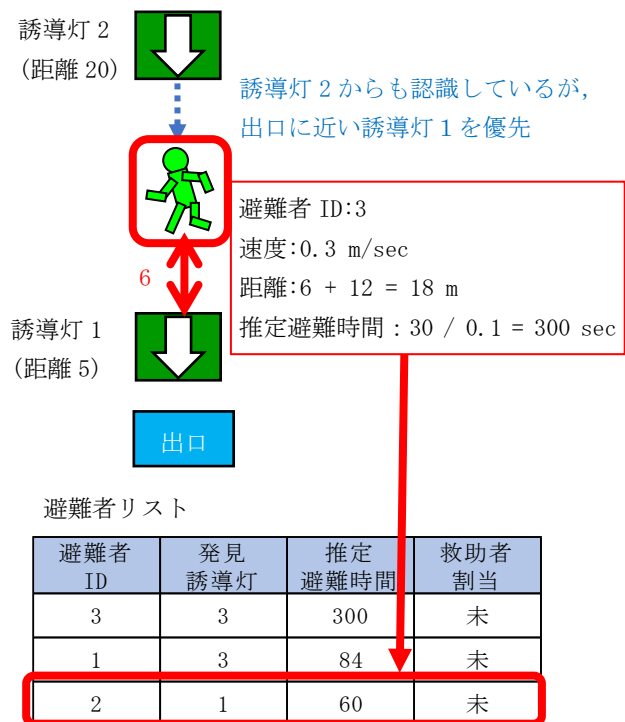 誘導灯 2
(距離 20)
誘導灯 2 からも認識しているが，
出口に近い誘導灯 1 を優先
避難者 ID:3
速度:0.3 m/sec
距離:6 + 12 = 18 m
推定避難時間：30 / 0.1 = 300 sec
6
誘導灯 1
(距離 5)
出口
避難者リスト
避難者 ID
発見 誘導灯
推定 避難時間
救助者 割当
3 3 300 未
1 3 84 未
2 1 60 未